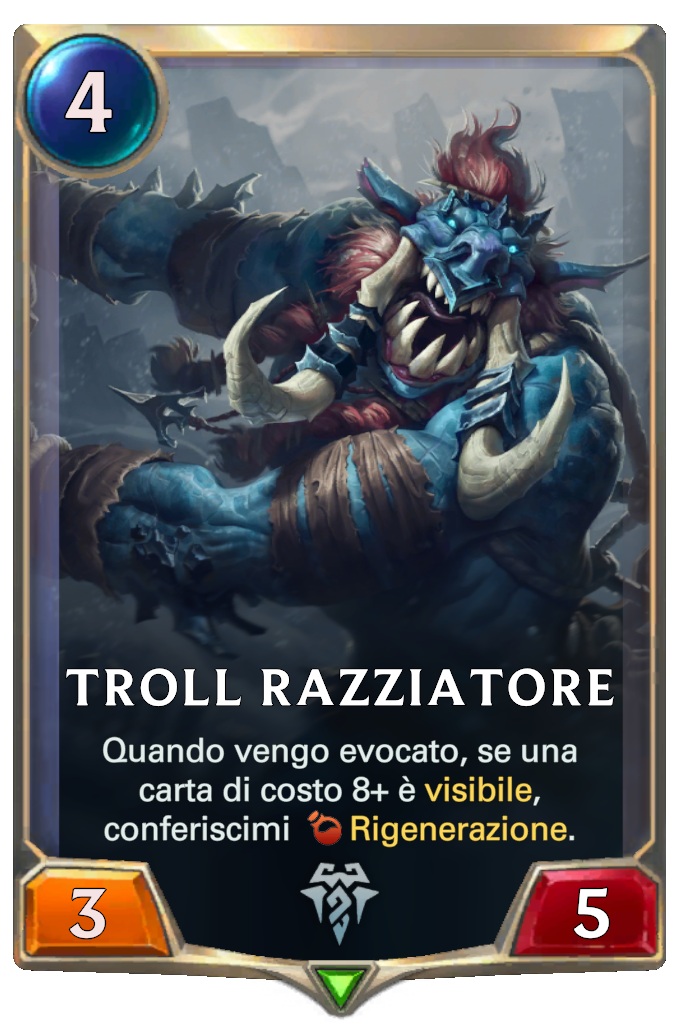 4
TROLL RAZZIATORE
Quando vengo evocato, se una
carta di costo 8+ è visibile,
conferiscimi Rigenerazione.
3
5